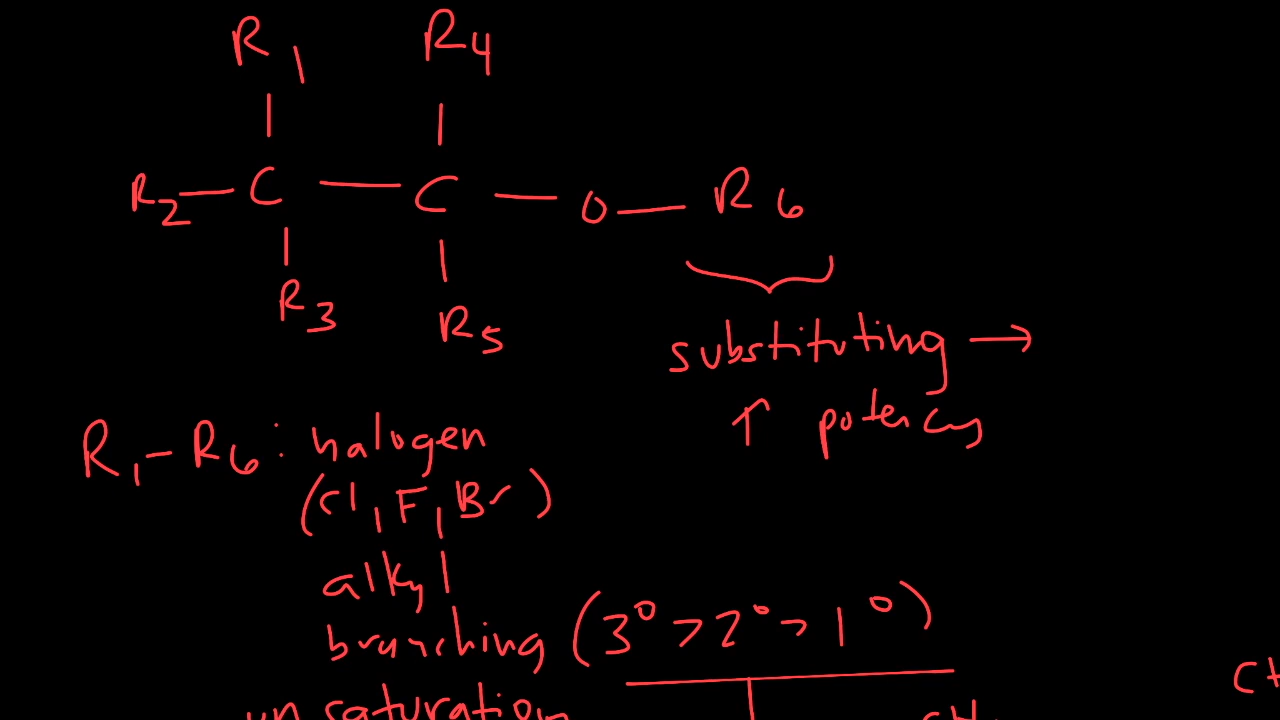 R1 R4
R2 — C — C — O — R6
R3 R5
substituting →
↑ potency
R1 – R6 : halogen
(Cl, F, Br)
alkyl
branching (3° > 2° > 1°)
unsaturation
CH